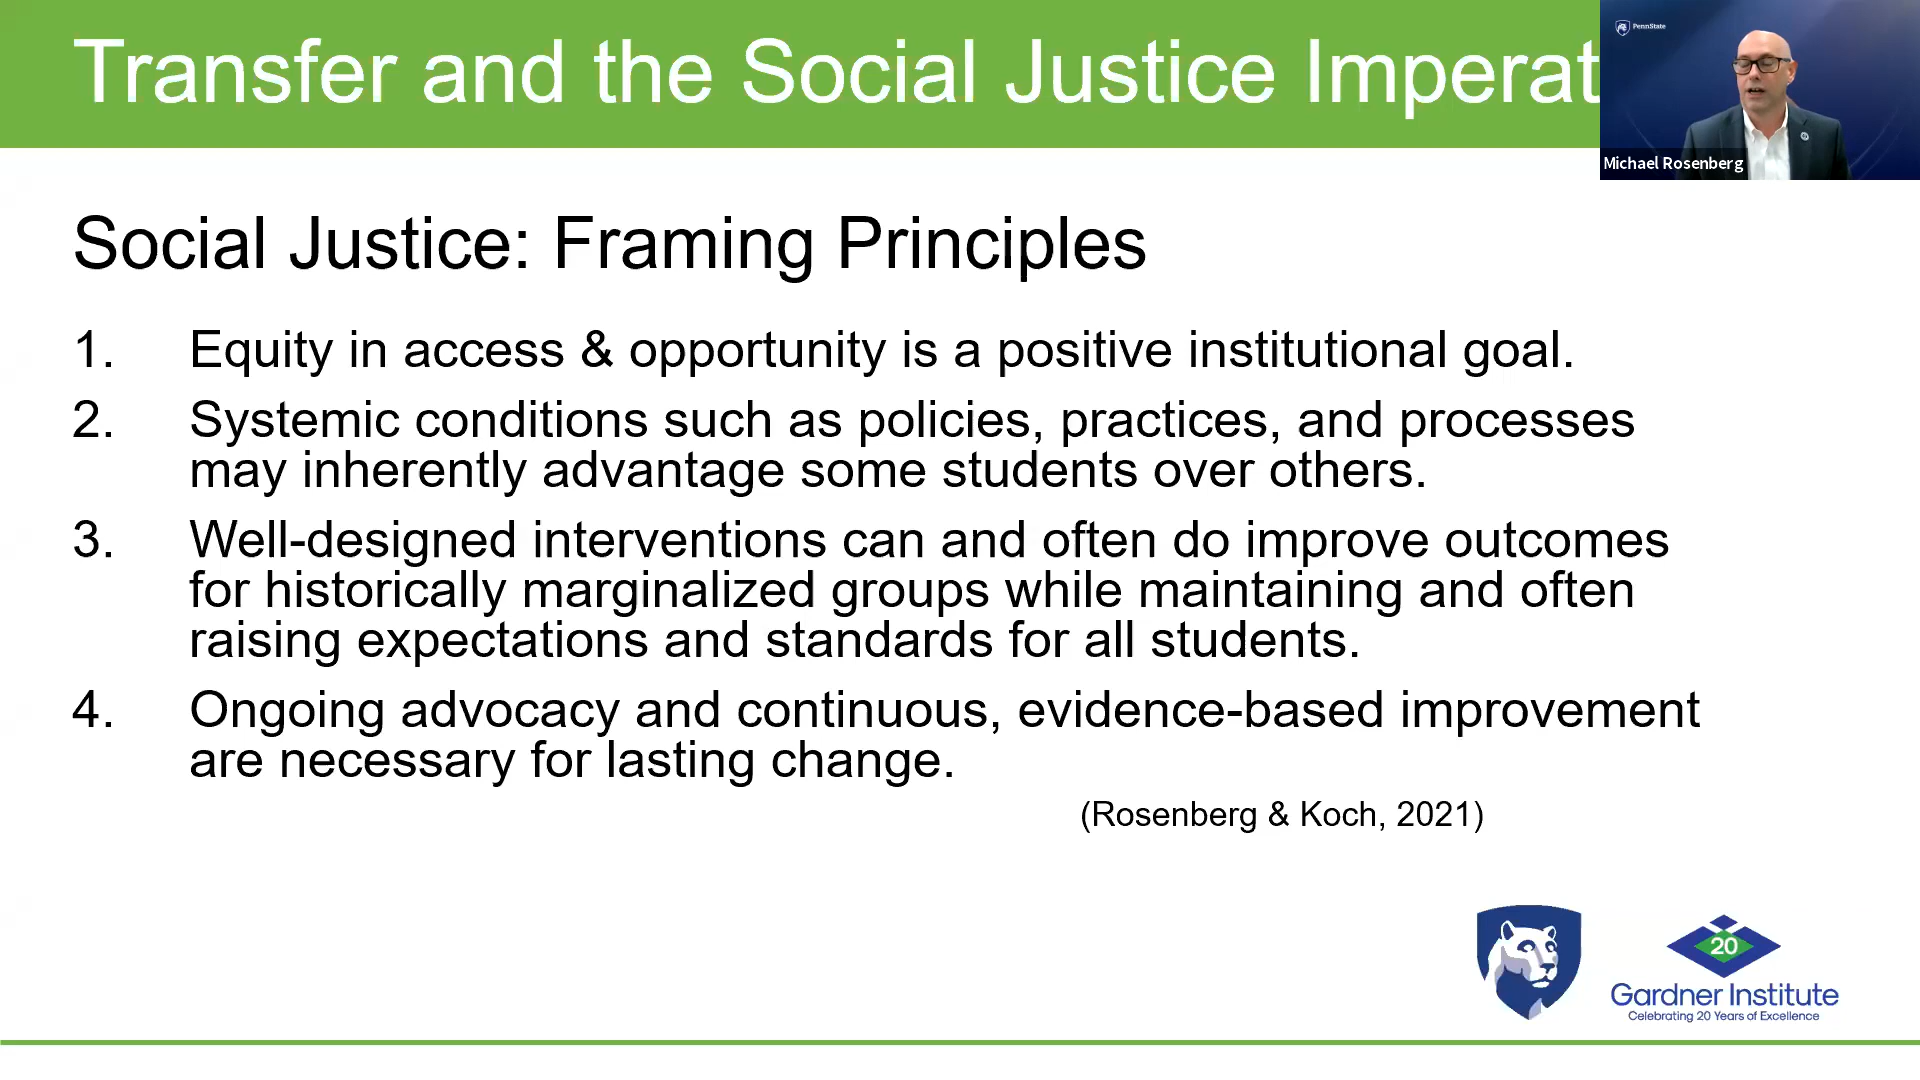 Transfer and the Social Justice Imperat
PennState
Michael Rosenberg
Social Justice: Framing Principles
1. Equity in access & opportunity is a positive institutional goal.
2. Systemic conditions such as policies, practices, and processes
may inherently advantage some students over others.
3. Well-designed interventions can and often do improve outcomes
for historically marginalized groups while maintaining and often
raising expectations and standards for all students.
4. Ongoing advocacy and continuous, evidence-based improvement
are necessary for lasting change.
(Rosenberg & Koch, 2021)
20
Gardner Institute
Celebrating 20 Years of Excellence